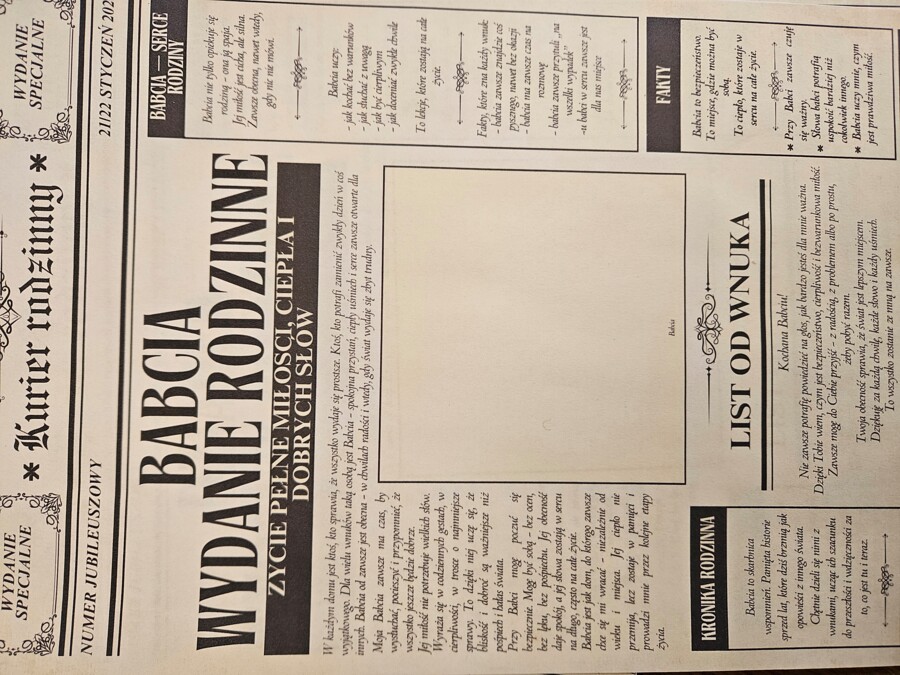 WYDANIE
SPECIALNE
Kurier rodzinny
WYDANIE
SPECIALNE
NUMER JUBILEUSZOWY
21/22 STYCZEŃ 202
BABCIA
WYDANIE RODZINNE
ŻYCIE PEŁNE MIŁOŚCI, CIEPŁA I
DOBRYCH SŁÓW
W każdym domu jest ktoś, kto sprawia, że wszystko wydaje się prostsze. Ktoś, kto potrafi zamienić zwykły dzień w coś
wyjątkowego. Dla wielu wnuków taką osobą jest Babcia – spokojna przystań, ciepły uśmiech i serce zawsze otwarte dla
innych. Babcia od zawsze jest obecna – w chwilach radości i wtedy, gdy świat wydaje się zbyt trudny.
Moja Babcia zawsze ma czas, by
wysłuchać, pocieszyć i przypomnieć, że
wszystko jeszcze będzie dobrze.
Jej miłość nie potrzebuje wielkich słów.
Wyraża się w codziennych gestach, w
cierpliwości, w trosce o najmniejsze
sprawy. To dzięki niej uczę się, że
bliskość i dobroć są ważniejsze niż
pośpiech i hałas świata.
Przy Babci mogę poczuć się
bezpiecznie. Mogę być sobą – bez ocen,
bez lęku, bez pośpiechu. Jej obecność
daje spokój, a jej słowa zostają w sercu
na długo, często na całe życie.
Babcia jest jak dom, do którego zawsze
chce się wracać – niezależnie od
wieku i miejsca. Jej ciepło nie
przemija, lecz zostaje w pamięci i
prowadzi mnie przez kolejne etapy
życia.
Babciu
KRONIKA RODZINNA
Babcia to skarbnica
wspomnień. Pamięta historie
sprzed lat, które dziś brzmią jak
opowieści z innego świata.
Chętnie dzieli się nimi z
wnukami, ucząc ich szacunku
do przeszłości i wdzięczności za
to, co jest tu i teraz.
LIST OD WNUKA
Kochana Babciu!
Nie zawsze potrafię powiedzieć na głos, jak bardzo jesteś dla mnie ważna.
Dzięki Tobie wiem, czym jest bezpieczeństwo, cierpliwość i bezwarunkowa miłość.
Zawsze mogę do Ciebie przyjść – z radością, z problemem albo po prostu,
żeby pobyć razem.
Twoja obecność sprawia, że świat jest lepszym miejscem.
Dziękuję za każdą chwilę, każde słowo i każdy uśmiech.
To wszystko zostanie ze mną na zawsze.
BABCIA — SERCE
RODZINY
Babcia nie tylko opiekuje się
rodziną – ona ją spaja.
Jej miłość jest cicha, ale silna.
Zawsze obecna, nawet wtedy,
gdy nic nie mówi.
Babcia uczy:
- jak kochać bez warunków
- jak słuchać z uwagą
- jak być cierpliwym
- jak doceniać zwykłe chwile
To lekcje, które zostają na całe
życie.
Fakty, które zna każdy wnuk:
- babcia zawsze znajdzie coś
pysznego, nawet bez okazji
- babcia ma zawsze czas na
rozmowę
- babcia zawsze przytuli „na
wszelki wypadek”
-u babci w sercu zawsze jest
dla nas miejsce
FAKTY
Babcia to bezpieczeństwo.
To miejsce, gdzie można być
sobą.
To ciepło, które zostaje w
sercu na całe życie.
* Przy Babci zawsze czuję
się ważny.
* Słowa babci potrafią
uspokoić bardziej niż
cokolwiek innego.
* Babcia uczy mnie, czym
jest prawdziwa miłość.